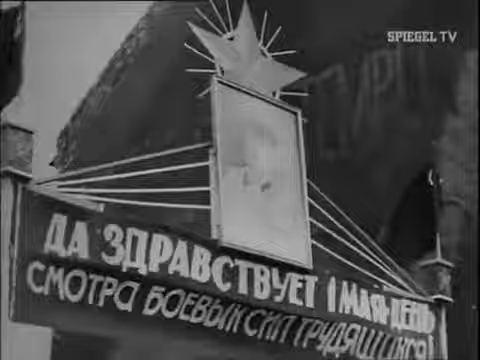 SPIEGEL TV
ДА ЗДРАВСТВУЕТ 1 МАЯ-ДЕНЬ
СМОТРА БОЕВЫХ СИЛ ТРУДЯЩИХСЯ!